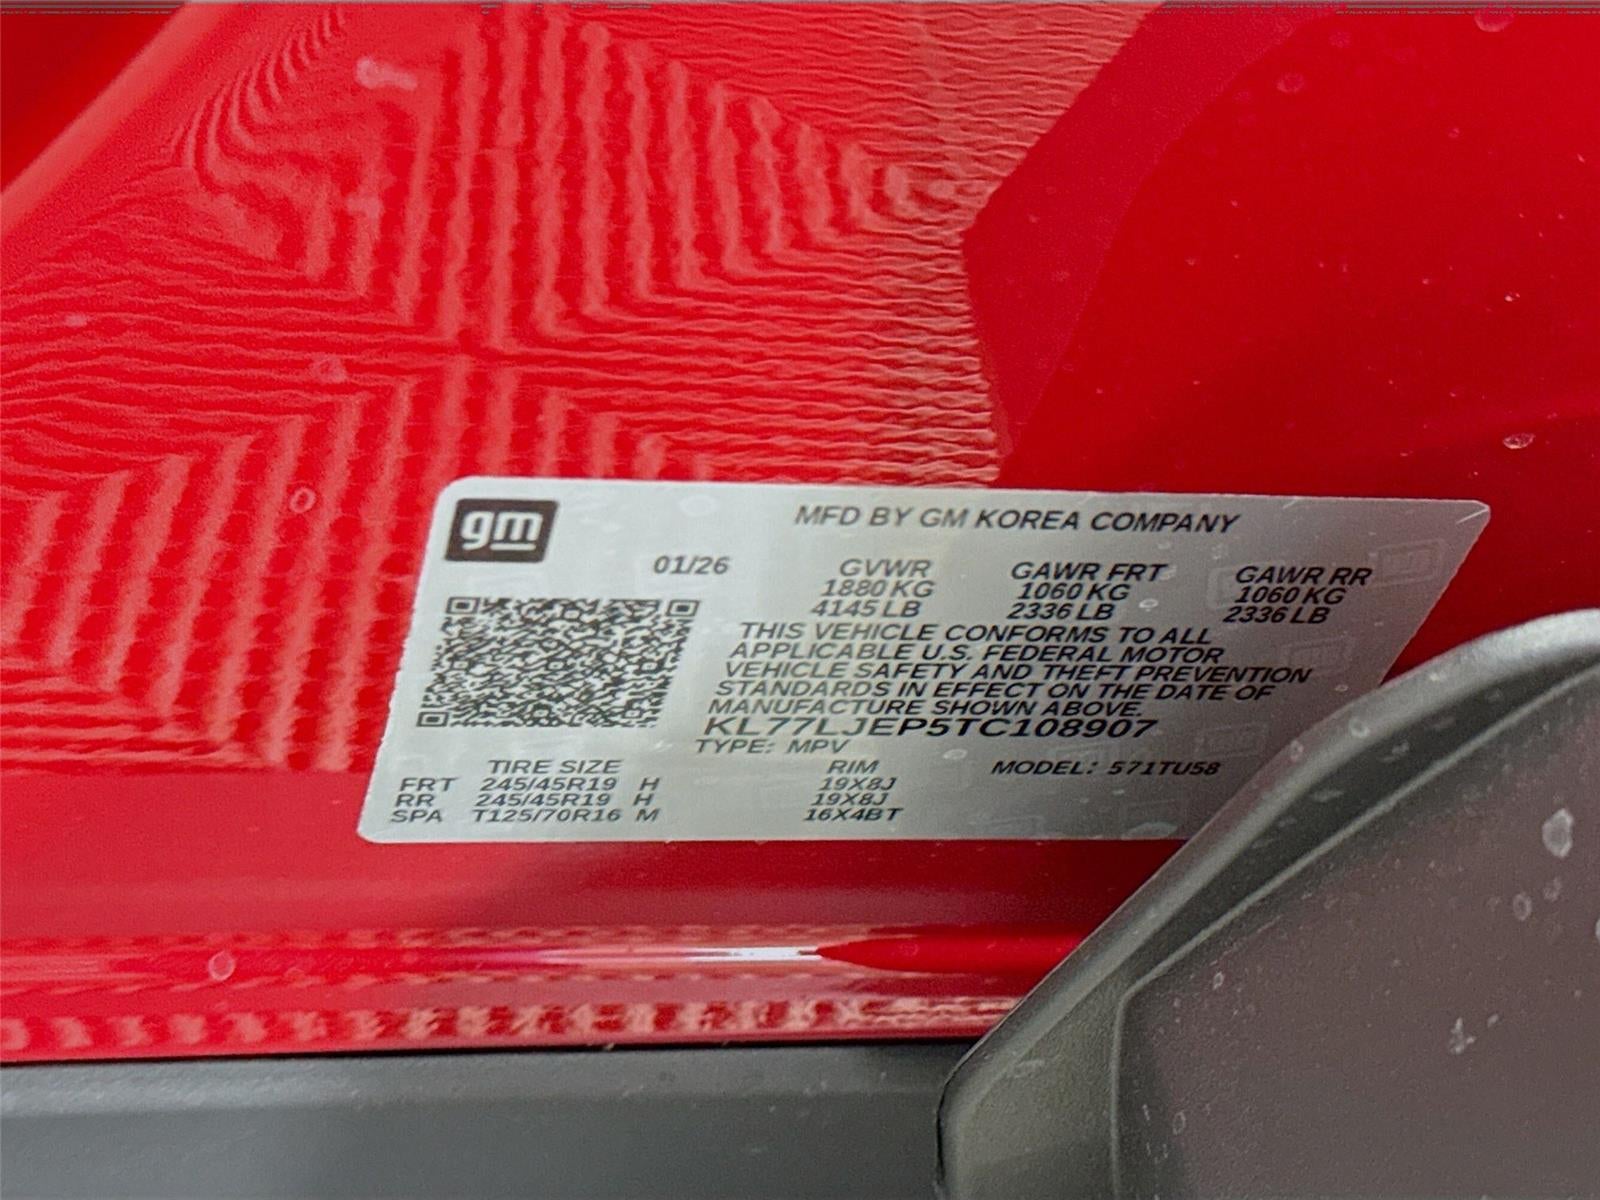 gm
MFD BY GM KOREA COMPANY
01/26 GVWR GAWR FRT GAWR RR
1880 KG 1060 KG 1060 KG
4145 LB 2336 LB 2336 LB
THIS VEHICLE CONFORMS TO ALL
APPLICABLE U.S. FEDERAL MOTOR
VEHICLE SAFETY AND THEFT PREVENTION
STANDARDS IN EFFECT ON THE DATE OF
MANUFACTURE SHOWN ABOVE.
KL77LJEP5TC108907
TYPE: MPV
TIRE SIZE RIM MODEL: 571TU58
FRT 245/45R19 H 19X8J
RR 245/45R19 H 19X8J
SPA T125/70R16 M 16X4BT